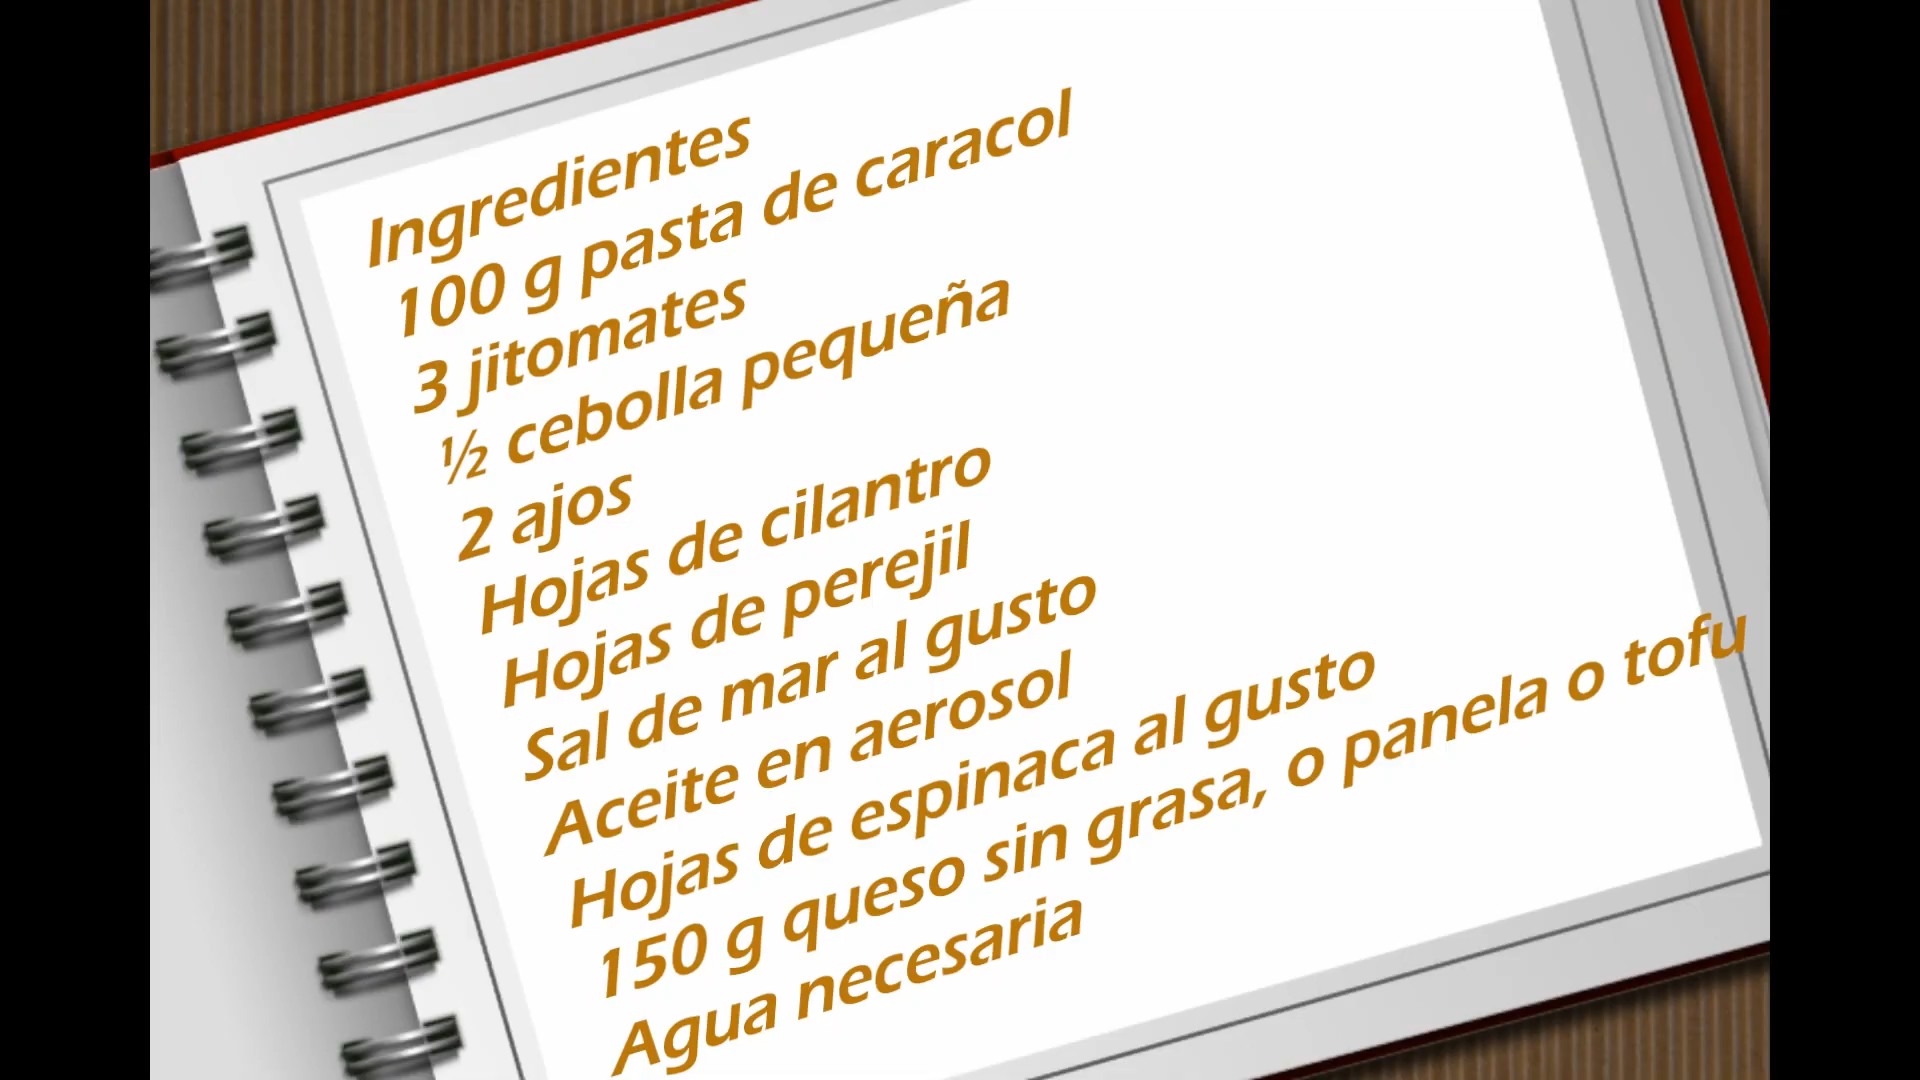 Ingredientes
100 g pasta de caracol
3 jitomates
½ cebolla pequeña
2 ajos
Hojas de cilantro
Hojas de perejil
Sal de mar al gusto
Aceite en aerosol
Hojas de espinaca al gusto
150 g queso sin grasa, o panela o tofu
Agua necesaria